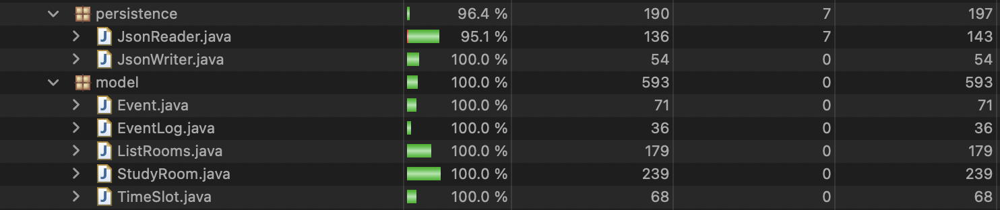 persistence 96.4 % 190 7 197
J JsonReader.java 95.1 % 136 7 143
J JsonWriter.java 100.0 % 54 0 54
model 100.0 % 593 0 593
J Event.java 100.0 % 71 0 71
J EventLog.java 100.0 % 36 0 36
J ListRooms.java 100.0 % 179 0 179
J StudyRoom.java 100.0 % 239 0 239
J TimeSlot.java 100.0 % 68 0 68